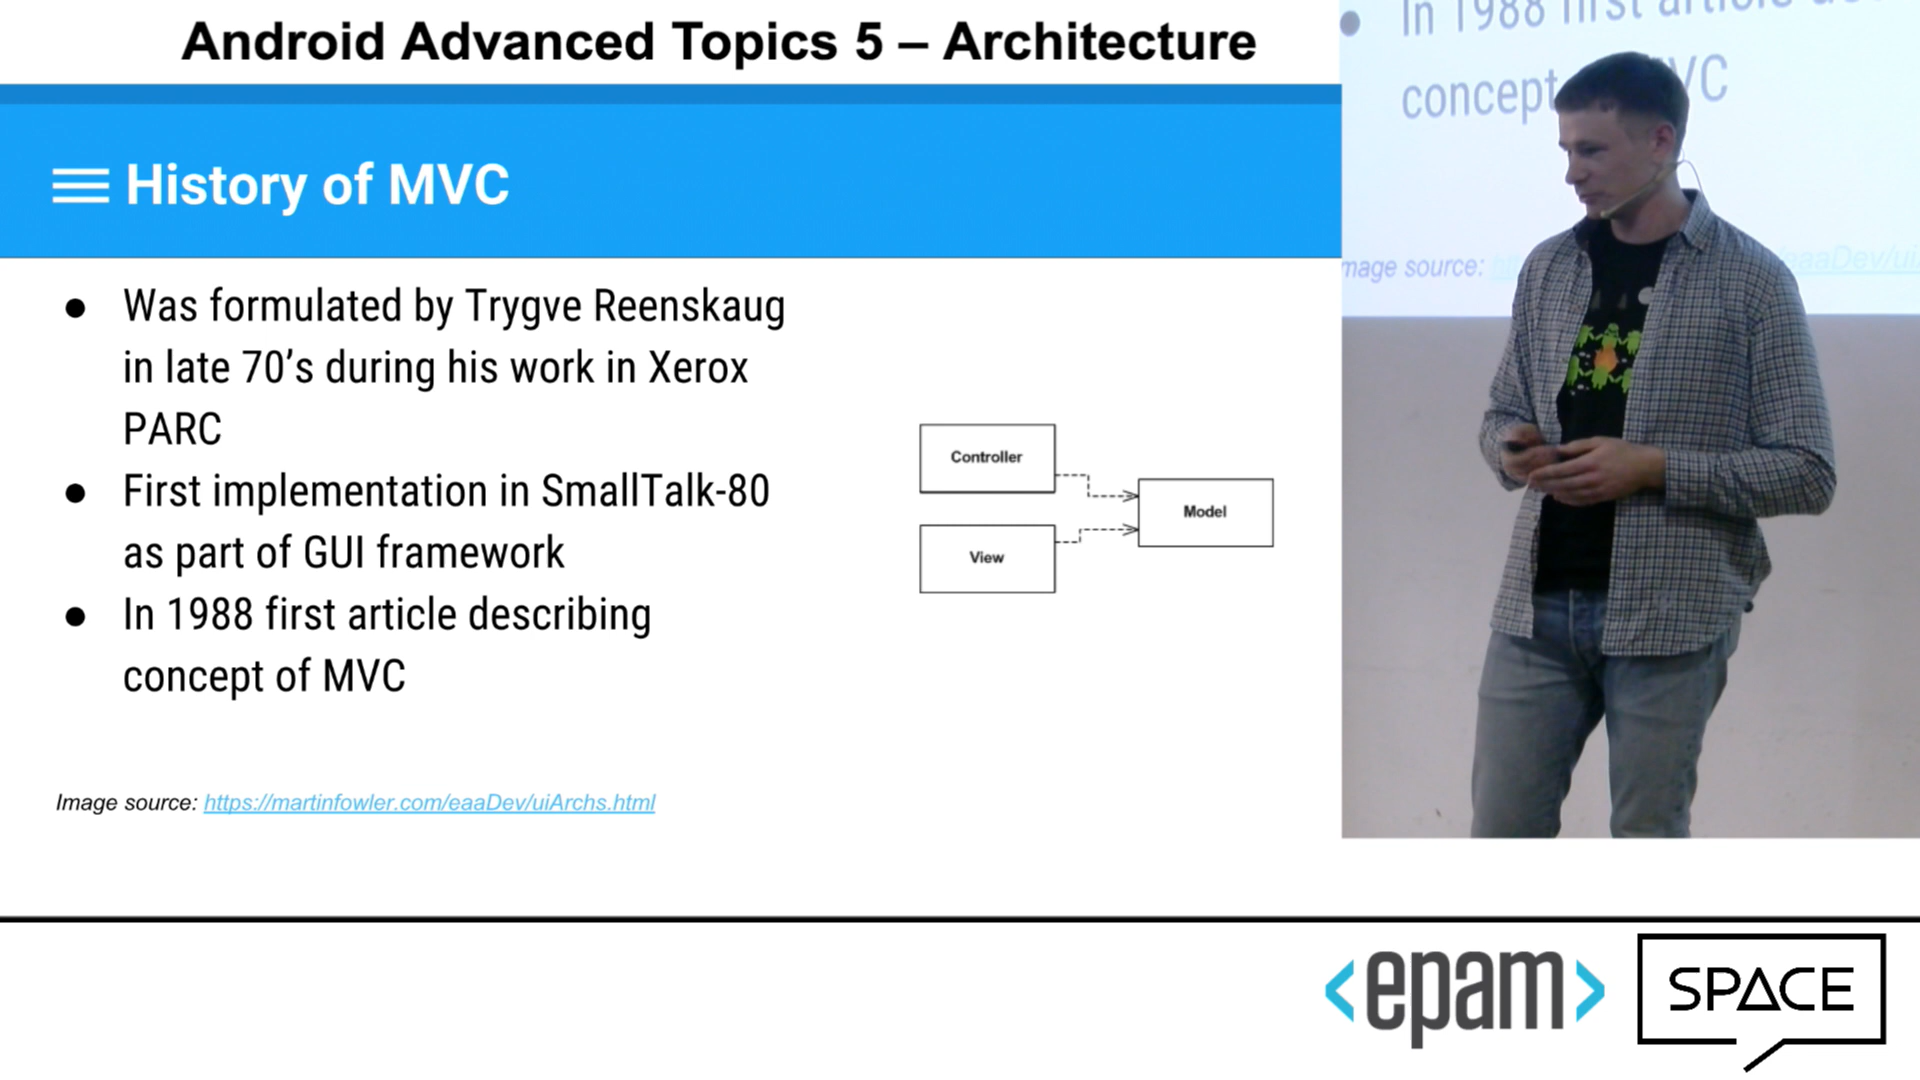 Android Advanced Topics 5 – Architecture
History of MVC
● Was formulated by Trygve Reenskaug
in late 70’s during his work in Xerox
PARC
● First implementation in SmallTalk-80
as part of GUI framework
● In 1988 first article describing
concept of MVC
Controller
View
Model
Image source: https://martinfowler.com/eaaDev/uiArchs.html
● In 1988 first article
concept VC
mage source:
aaDev/ui
<epam>
SPACE